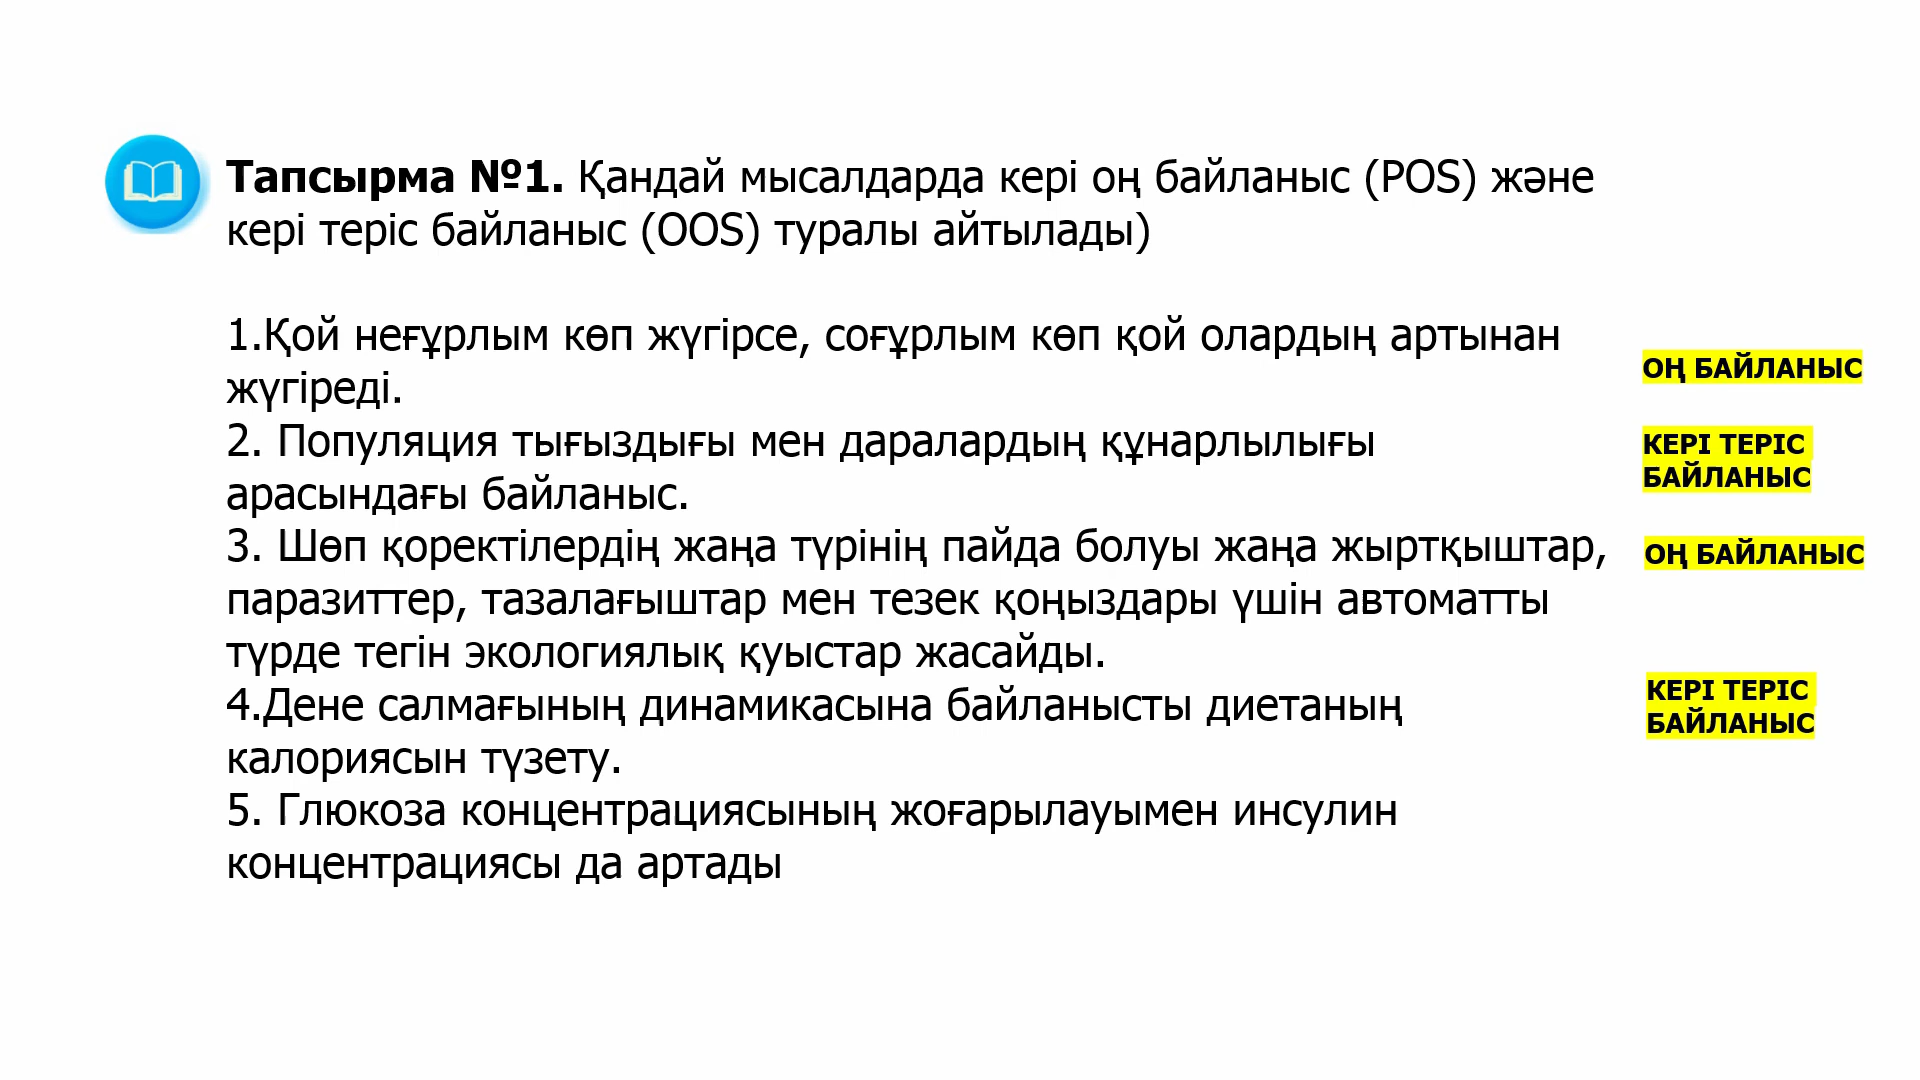 Тапсырма №1. Қандай мысалдарда кері оң байланыс (POS) және
кері теріс байланыс (OOS) туралы айтылады)
1.Қой неғұрлым көп жүгірсе, соғұрлым көп қой олардың артынан
жүгіреді.
ОҢ БАЙЛАНЫС
2. Популяция тығыздығы мен даралардың құнарлылығы
арасындағы байланыс.
КЕРІ ТЕРІС
БАЙЛАНЫС
3. Шөп қоректілердің жаңа түрінің пайда болуы жаңа жыртқыштар,
паразиттер, тазалағыштар мен тезек қоңыздары үшін автоматты
түрде тегін экологиялық қуыстар жасайды.
ОҢ БАЙЛАНЫС
4.Дене салмағының динамикасына байланысты диетаның
калориясын түзету.
КЕРІ ТЕРІС
БАЙЛАНЫС
5. Глюкоза концентрациясының жоғарылауымен инсулин
концентрациясы да артады